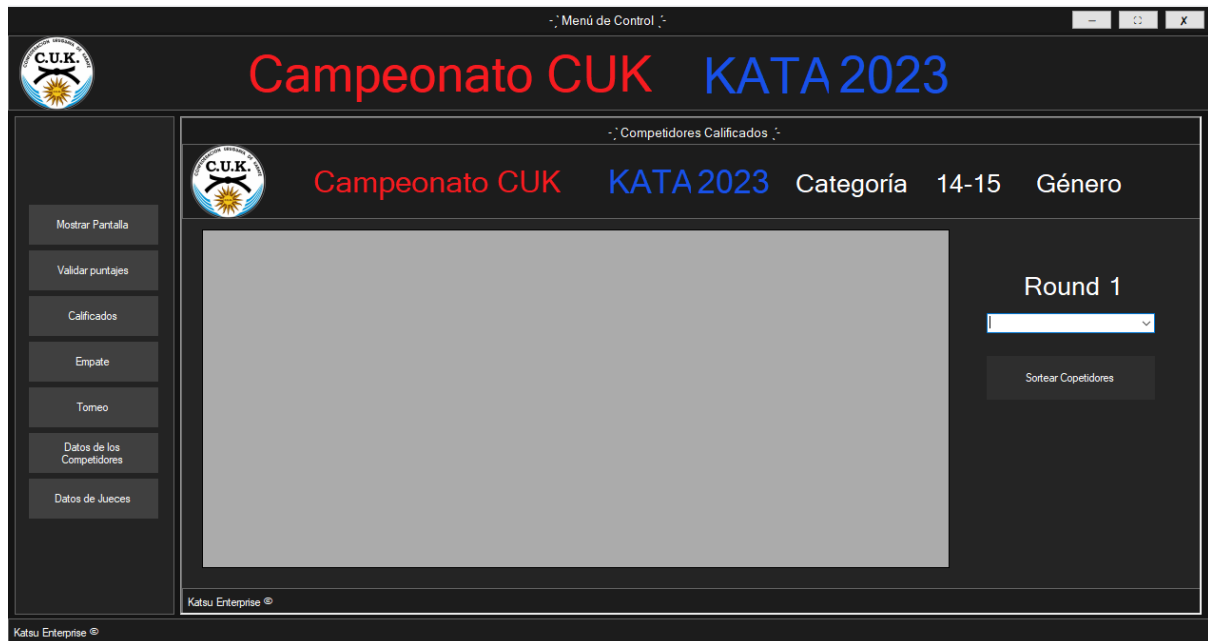 -:¨Menú de Control :¨-
C.U.K.
Campeonato CUK KATA 2023
Mostrar Pantalla
Validar puntajes
Calificados
Empate
Torneo
Datos de los
Competidores
Datos de Jueces
-:¨Competidores Calificados :¨-
C.U.K.
Campeonato CUK KATA 2023 Categoría 14-15 Género
Round 1
Sortear Copetidores
Katsu Enterprise ©
Katsu Enterprise ©